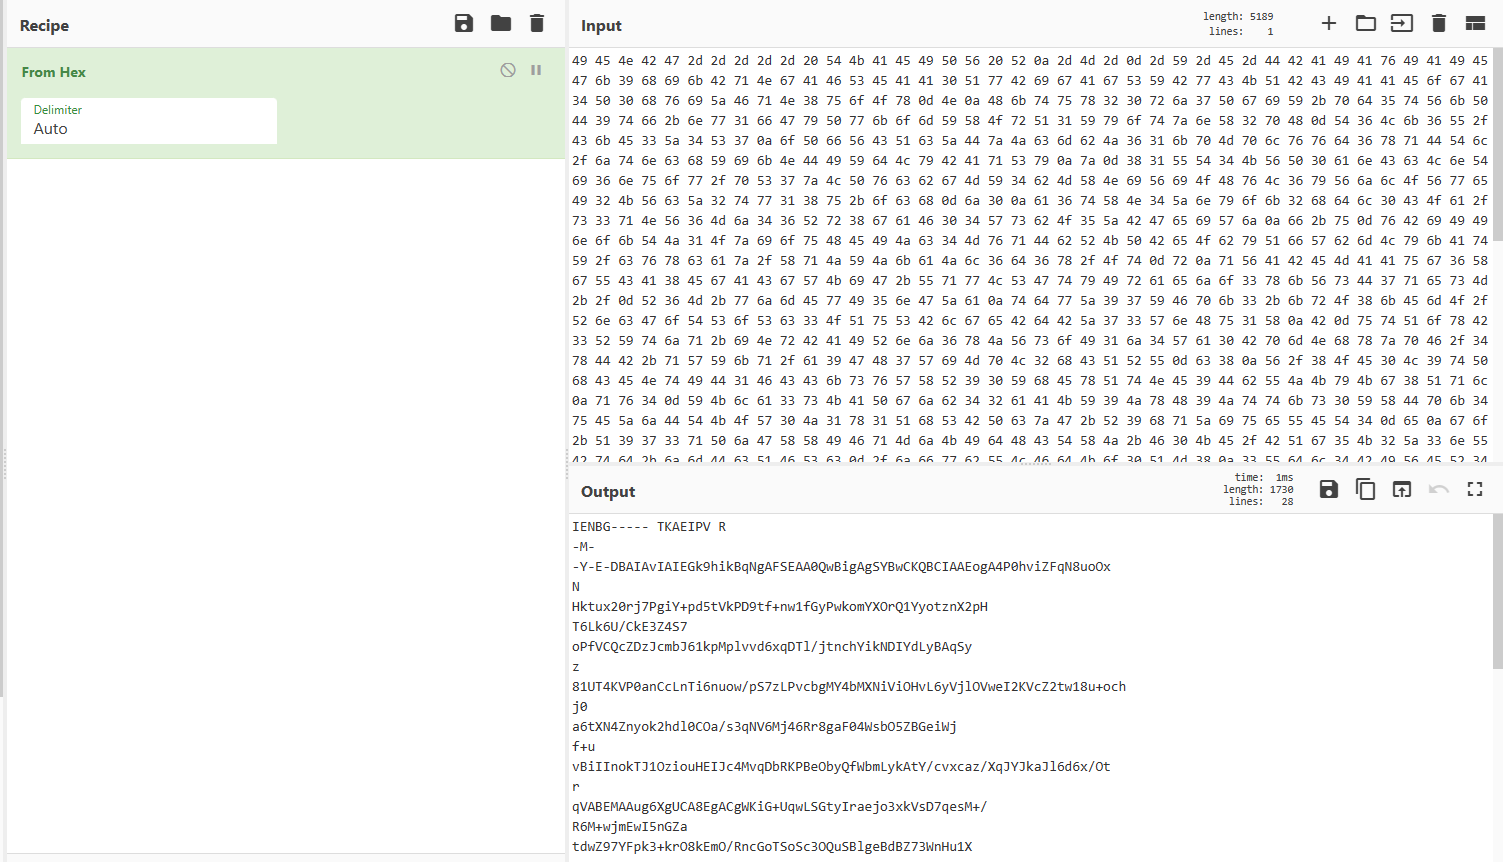 Recipe
From Hex
Delimiter
Auto
Input
length: 5189
lines: 1
49 45 4e 42 47 2d 2d 2d 2d 2d 20 54 4b 41 45 49 50 56 20 52 0a 2d 4d 2d 0d 2d 59 2d 45 2d 44 42 41 49 41 76 49 41 49 45
47 6b 39 68 69 6b 42 71 4e 67 41 46 53 45 41 41 30 51 77 42 69 67 41 67 53 59 42 77 43 4b 51 42 43 49 41 41 45 6f 67 41
34 50 30 68 76 69 5a 46 71 4e 38 75 6f 4f 78 0d 4e 0a 48 6b 74 75 78 32 30 72 6a 37 50 67 69 59 2b 70 64 35 74 56 6b 50
44 39 74 66 2b 6e 77 31 66 47 79 50 77 6b 6f 6d 59 58 4f 72 51 31 59 79 6f 74 7a 6e 58 32 70 48 0d 54 36 4c 6b 36 55 2f
43 6b 45 33 5a 34 53 37 0a 6f 50 66 56 43 51 63 5a 44 7a 4a 63 6d 62 4a 36 31 6b 70 4d 70 6c 76 76 64 36 78 71 44 54 6c
2f 6a 74 6e 63 68 59 69 6b 4e 44 49 59 64 4c 79 42 41 71 53 79 0a 7a 0d 38 31 55 54 34 4b 56 50 30 61 6e 43 63 4c 6e 54
69 36 6e 75 6f 77 2f 70 53 37 7a 4c 50 76 63 62 67 4d 59 34 62 4d 58 4e 69 56 69 4f 48 76 4c 36 79 56 6a 6c 4f 56 77 65
49 32 4b 56 63 5a 32 74 77 31 38 75 2b 6f 63 68 0d 6a 30 0a 61 36 74 58 4e 34 5a 6e 79 6f 6b 32 68 64 6c 30 43 4f 61 2f
73 33 71 4e 56 36 4d 6a 34 36 52 72 38 67 61 46 30 34 57 73 62 4f 35 5a 42 47 65 69 57 6a 0a 66 2b 75 0d 76 42 69 49 49
6e 6f 6b 54 4a 31 4f 7a 69 6f 75 48 45 49 4a 63 34 4d 76 71 44 62 52 4b 50 42 65 4f 62 79 51 66 57 62 6d 4c 79 6b 41 74
59 2f 63 76 78 63 61 7a 2f 58 71 4a 59 4a 6b 61 4a 6c 36 64 36 78 2f 4f 74 0d 72 0a 71 56 41 42 45 4d 41 41 75 67 36 58
67 55 43 41 38 45 67 41 43 67 57 4b 69 47 2b 55 71 77 4c 53 47 74 79 49 72 61 65 6a 6f 33 78 6b 56 73 44 37 71 65 73 4d
2b 2f 0d 52 36 4d 2b 77 6a 6d 45 77 49 35 6e 47 5a 61 0a 74 64 77 5a 39 37 59 46 70 6b 33 2b 6b 72 4f 38 6b 45 6d 4f 2f
52 6e 63 47 6f 54 53 6f 53 63 33 4f 51 75 53 42 6c 67 65 42 64 42 5a 37 33 57 6e 48 75 31 58 0a 42 0d 75 74 51 6f 78 42
33 52 59 74 6a 71 2b 69 4e 72 42 41 49 52 6e 6a 36 78 4a 56 73 6f 49 31 6a 34 57 61 30 42 70 6d 4e 68 78 7a 70 46 2f 34
78 44 42 2b 71 57 59 6b 71 2f 61 39 47 48 37 57 69 4d 70 4c 32 68 43 51 52 55 0d 63 38 0a 56 2f 38 4f 45 30 4c 39 74 50
68 43 45 4e 74 49 44 31 46 43 43 6b 73 76 57 58 52 39 30 59 68 45 78 51 74 4e 45 39 44 62 55 4a 4b 79 4b 67 38 51 71 6c
0a 71 76 34 0d 59 4b 6c 61 33 73 4b 41 50 67 6a 62 34 32 61 41 4b 59 39 4a 78 48 39 4a 74 74 6b 73 30 59 58 44 70 6b 34
75 45 5a 6a 44 54 4b 4f 57 30 4a 31 78 31 51 68 53 42 50 63 7a 47 2b 52 39 68 71 5a 69 75 65 55 45 54 34 0d 65 0a 67 6f
2b 51 39 37 33 71 50 6a 47 58 58 49 46 71 4d 6a 4b 49 64 48 43 54 58 4a 2b 46 30 4b 45 2f 42 51 67 35 4b 32 5a 33 6e 55
42 74 64 2b 6a 6d 44 63 51 46 53 63 0d 2f 6a 66 77 62 55 4c 46 64 4b 6f 30 51 4d 38 0a 33 55 64 6c 34 42 49 56 45 52 34
Output
time: 1ms
length: 1730
lines: 28
IENBG----- TKAEIPV R
-M-
-Y-E-DBAIAvIAIEGk9hikBqNgAFSEAA0QwBigAgSYBwCKQBCIAAEogA4P0hviZFqN8uoOx
N
Hktux20rj7PgiY+pd5tVkPD9tf+nw1fGyPwkomYXOrQ1YyotznX2pH
T6Lk6U/CkE3Z4S7
oPfVCQcZDzJcmbJ61kpMplvvd6xqDTl/jtnchYikNDIYdLyBAqSy
z
81UT4KVP0anCcLnTi6nuow/pS7zLPvcbgMY4bMXNiViOHvL6yVjlOVweI2KVcZ2tw18u+och
j0
a6tXN4Znyok2hdl0COa/s3qNV6Mj46Rr8gaF04WsbO5ZBGeiWj
f+u
vBiIInokTJ1OziouHEIJc4MvqDbRKPBeObyQfWbmLykAtY/cvxcaz/XqJYJkaJl6d6x/Ot
r
qVABEMAAug6XgUCA8EgACgWKiG+UqwLSGtyIraejo3xkVsD7qesM+/
R6M+wjmEwI5nGZa
tdwZ97YFpk3+krO8kEmO/RncGoTSoSc3OQuSBlgeBdBZ73WnHu1X